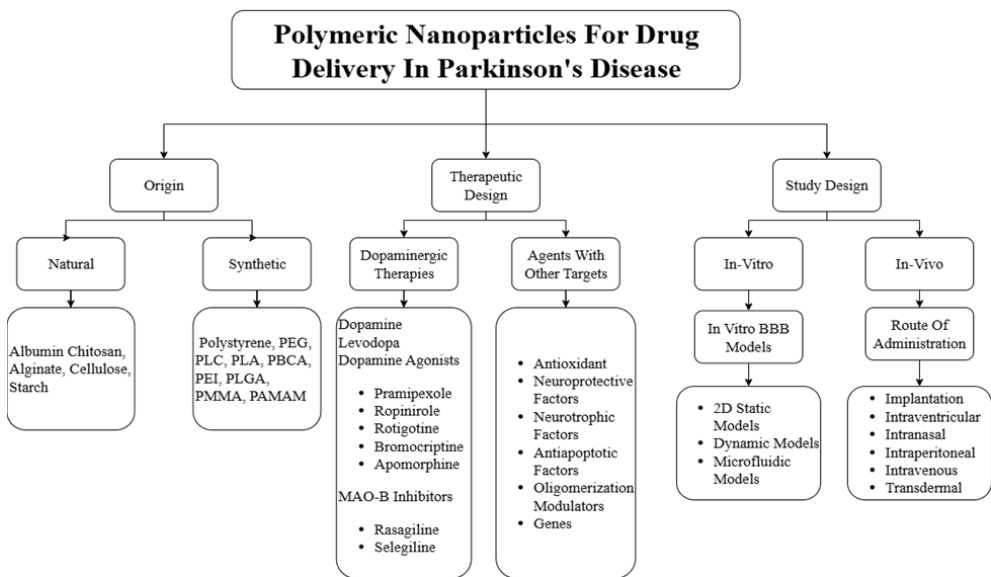 Polymeric Nanoparticles For Drug
Delivery In Parkinson's Disease
Origin
Therapeutic
Design
Study Design
Natural
Synthetic
Dopaminergic
Therapies
Agents With
Other Targets
In-Vitro
In-Vivo
Albumin Chitosan,
Alginate, Cellulose,
Starch
Polystyrene, PEG,
PLC, PLA, PBCA,
PEI, PLGA,
PMMA, PAMAM
Dopamine
Levodopa
Dopamine Agonists
• Pramipexole
• Ropinirole
• Rotigotine
• Bromocriptine
• Apomorphine
MAO-B Inhibitors
• Rasagiline
• Selegiline
• Antioxidant
• Neuroprotective
Factors
• Neurotrophic
Factors
• Antiapoptotic
Factors
• Oligomerization
Modulators
• Genes
In Vitro BBB
Models
• 2D Static
Models
• Dynamic Models
• Microfluidic
Models
Route Of
Administration
• Implantation
• Intraventricular
• Intranasal
• Intraperitoneal
• Intravenous
• Transdermal